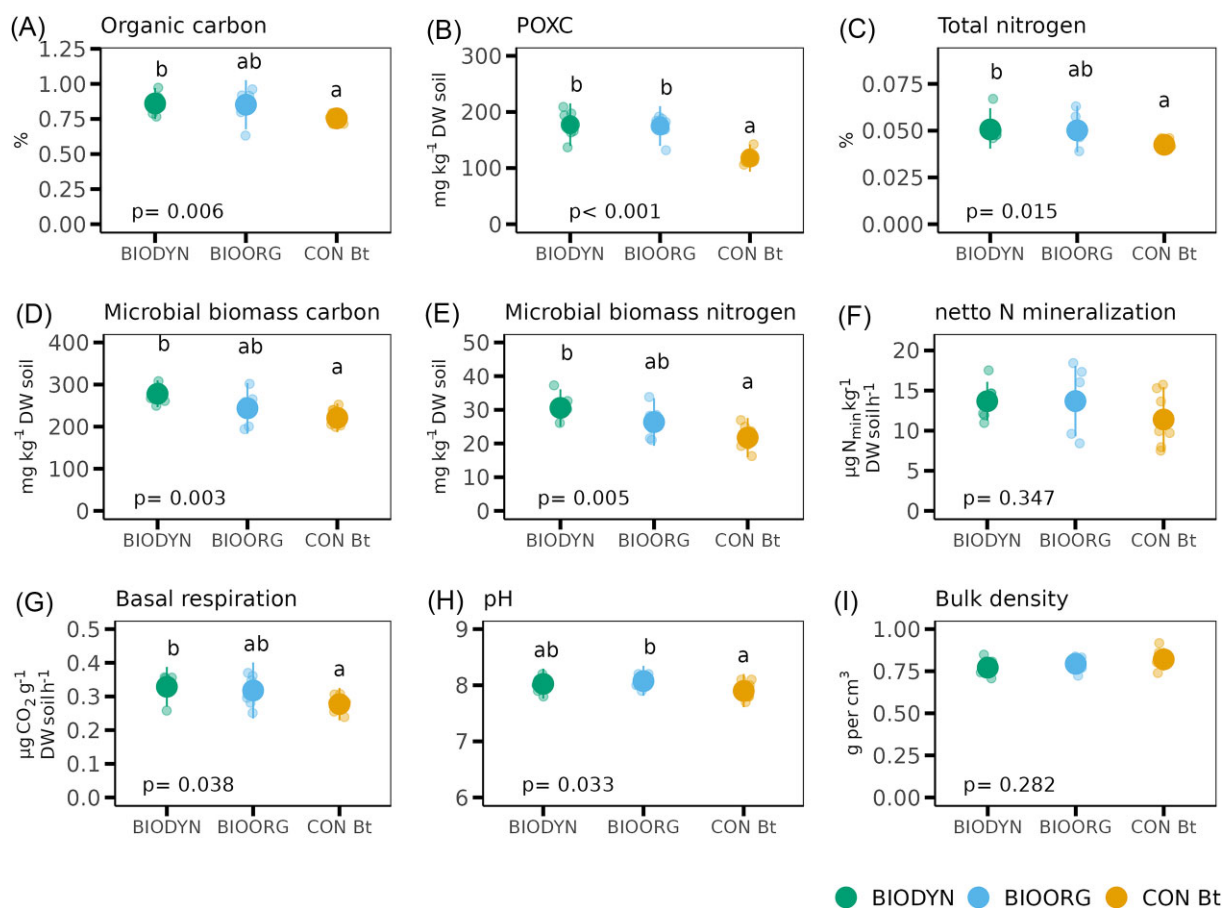 (A) Organic carbon
1.25
1.00
0.75
0.50
0.25
0.00
%
b ab a
p= 0.006
BIODYN BIOORG CON Bt
(B) POXC
300
200
100
0
mg kg⁻¹ DW soil
b b a
p< 0.001
BIODYN BIOORG CON Bt
(C) Total nitrogen
0.075
0.050
0.025
0.000
%
b ab a
p= 0.015
BIODYN BIOORG CON Bt
(D) Microbial biomass carbon
400
300
200
100
0
mg kg⁻¹ DW soil
b ab a
p= 0.003
BIODYN BIOORG CON Bt
(E) Microbial biomass nitrogen
50
40
30
20
10
0
mg kg⁻¹ DW soil
b ab a
p= 0.005
BIODYN BIOORG CON Bt
(F) netto N mineralization
20
15
10
5
0
µg Nmin kg⁻¹
DW soil h⁻¹
p= 0.347
BIODYN BIOORG CON Bt
(G) Basal respiration
0.5
0.4
0.3
0.2
0.1
0.0
µg CO₂ g⁻¹
DW soil h⁻¹
b ab a
p= 0.038
BIODYN BIOORG CON Bt
(H) pH
9
8
7
6
ab b a
p= 0.033
BIODYN BIOORG CON Bt
(I) Bulk density
1.00
0.75
0.50
0.25
0.00
g per cm³
p= 0.282
BIODYN BIOORG CON Bt
BIODYN BIOORG CON Bt